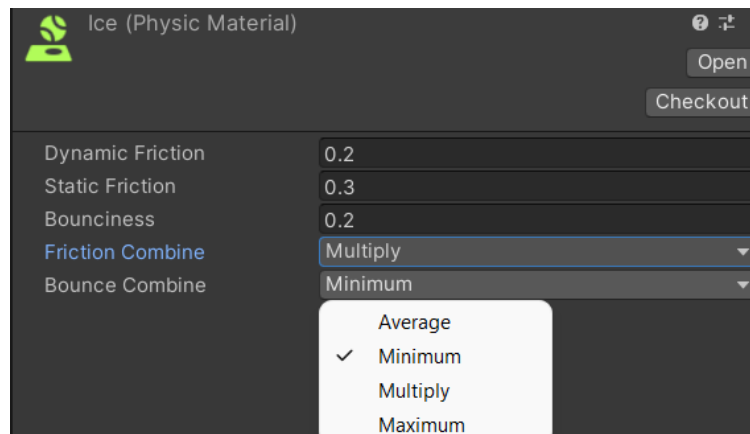 Ice (Physic Material)
Open
Checkout
Dynamic Friction 0.2
Static Friction 0.3
Bounciness 0.2
Friction Combine Multiply
Bounce Combine Minimum
Average
Minimum
Multiply
Maximum